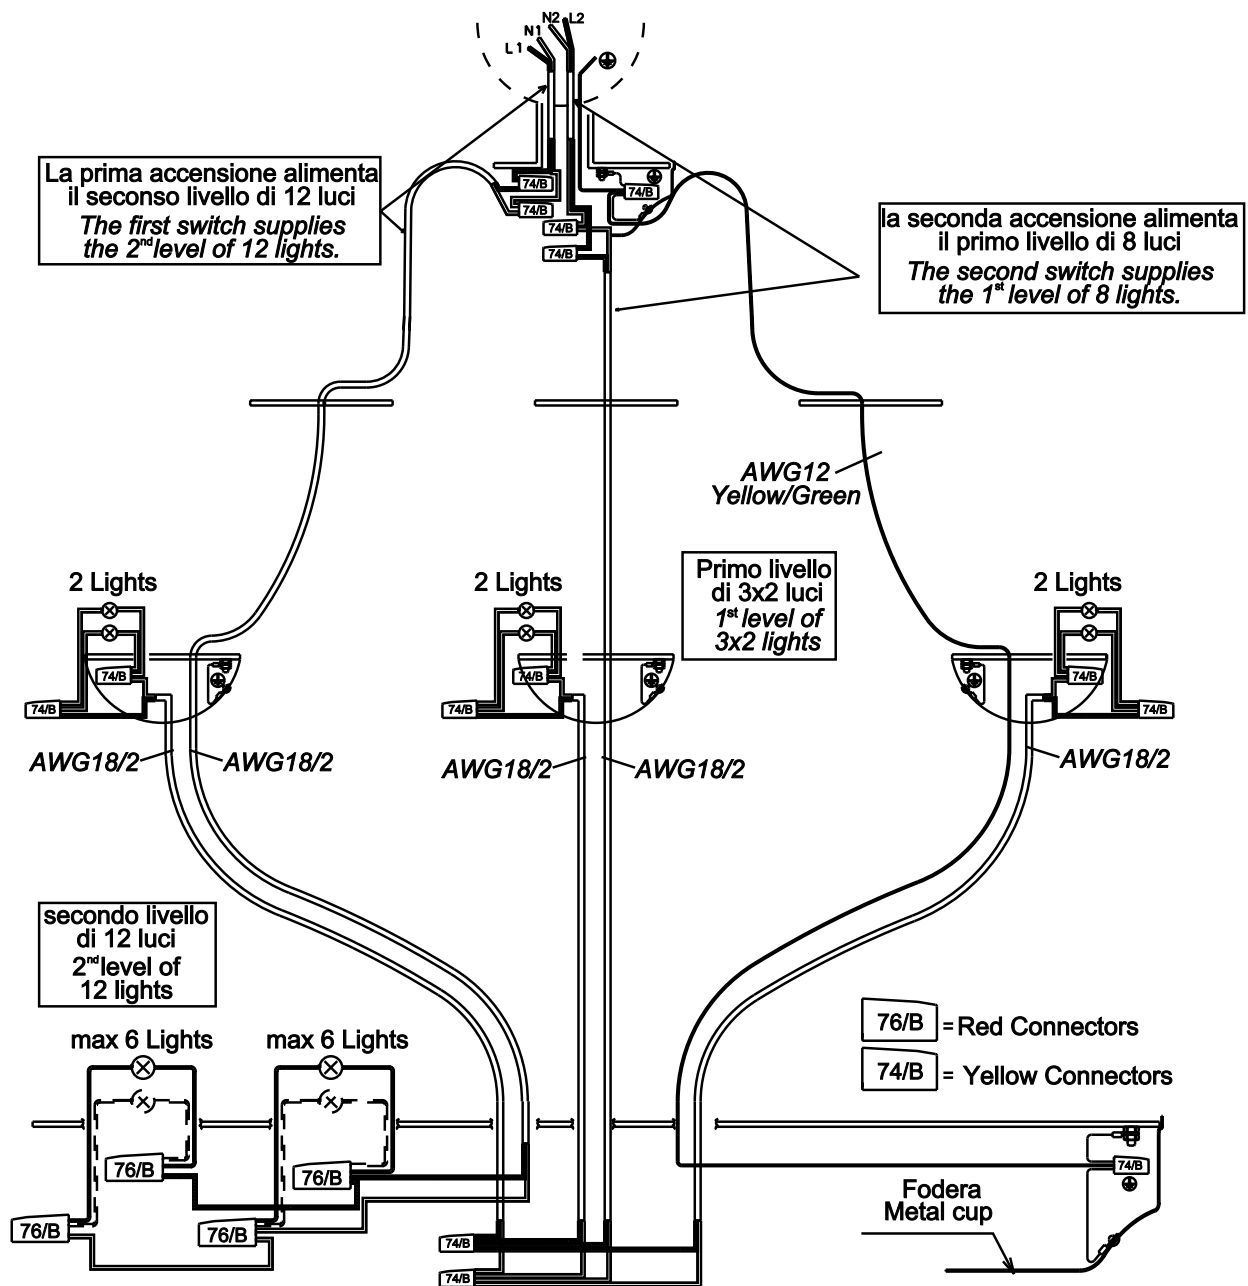 N2
L2
N1
L1
La prima accensione alimenta
il seconso livello di 12 luci
The first switch supplies
the 2nd level of 12 lights.
74/B
74/B
74/B
74/B
74/B
la seconda accensione alimenta
il primo livello di 8 luci
The second switch supplies
the 1st level of 8 lights.
AWG12
Yellow/Green
2 Lights
2 Lights
Primo livello
di 3x2 luci
1st level of
3x2 lights
2 Lights
74/B
74/B
74/B
74/B
74/B
74/B
AWG18/2
AWG18/2
AWG18/2
AWG18/2
AWG18/2
secondo livello
di 12 luci
2nd level of
12 lights
76/B
= Red Connectors
74/B
= Yellow Connectors
max 6 Lights
max 6 Lights
76/B
76/B
74/B
Fodera
Metal cup
76/B
76/B
74/B
74/B